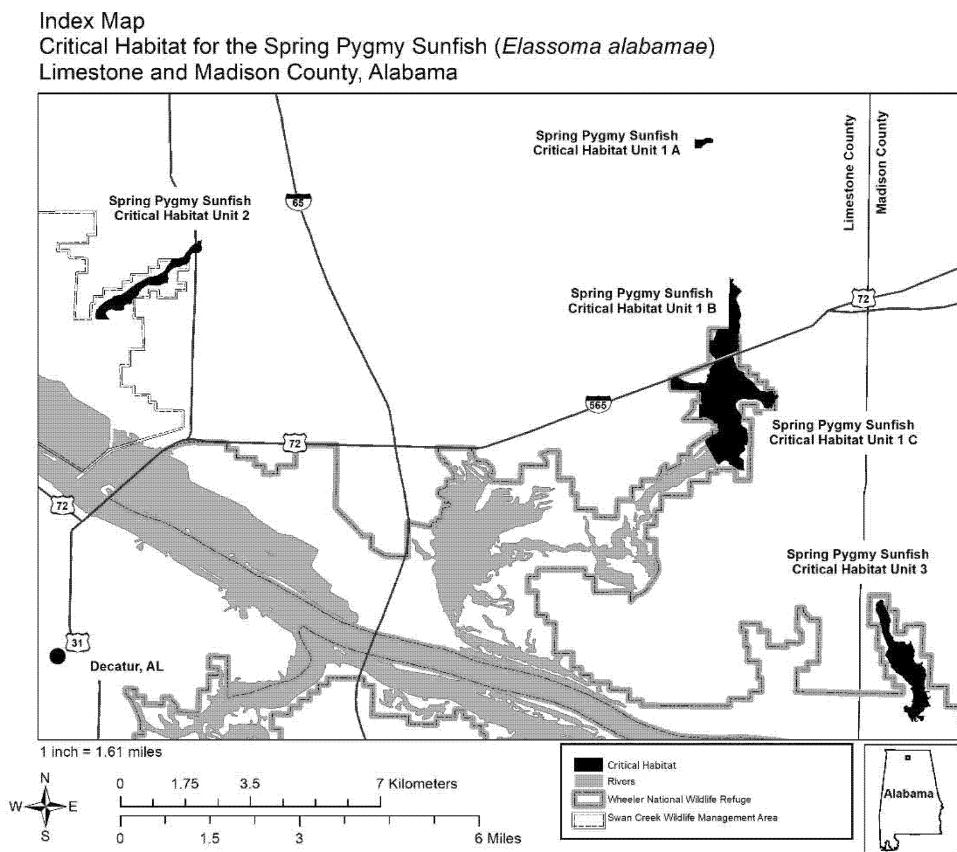 Index Map
Critical Habitat for the Spring Pygmy Sunfish (Elassoma alabamae)
Limestone and Madison County, Alabama
Spring Pygmy Sunfish
Critical Habitat Unit 1 A
Limestone County
Madison County
Spring Pygmy Sunfish
Critical Habitat Unit 2
65
Spring Pygmy Sunfish
Critical Habitat Unit 1 B
72
565
Spring Pygmy Sunfish
Critical Habitat Unit 1 C
72
72
Spring Pygmy Sunfish
Critical Habitat Unit 3
31
Decatur, AL
1 inch = 1.61 miles
N
W E
S
0 1.75 3.5 7 Kilometers
0 1.5 3 6 Miles
Critical Habitat
Rivers
Wheeler National Wildlife Refuge
Swan Creek Wildlife Management Area
Alabama